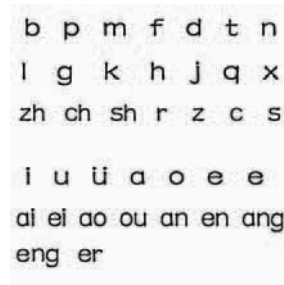 b p m f d t n
l g k h j q x
zh ch sh r z c s
i u ü a o e e
ai ei ao ou an en ang
eng er